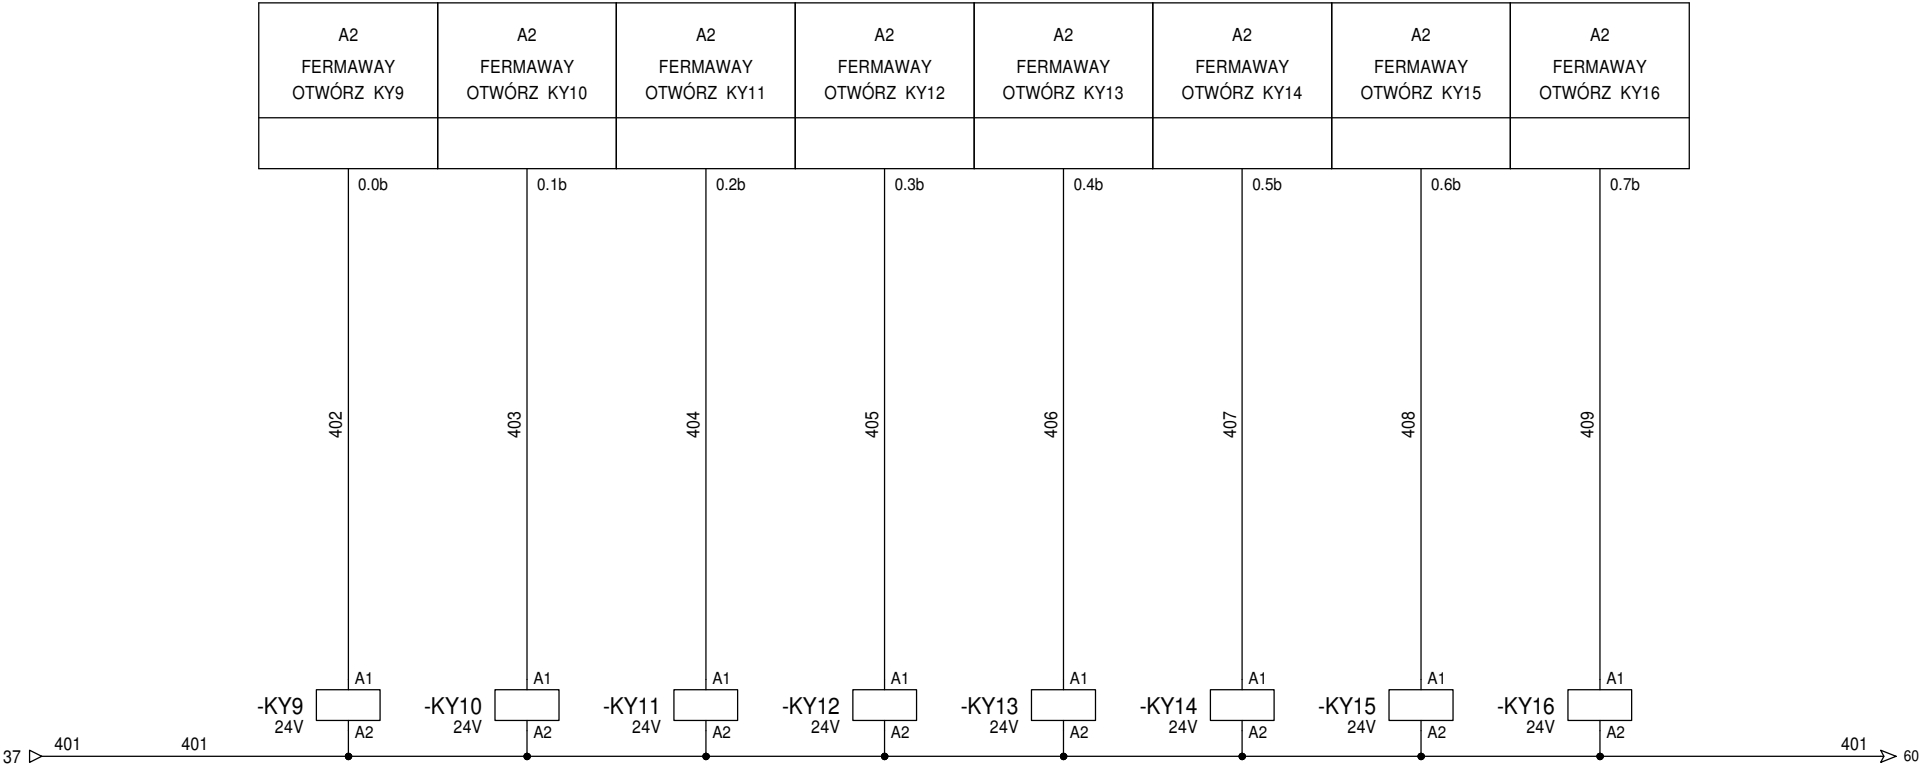 A2 A2 A2 A2 A2 A2 A2 A2
FERMAWAY FERMAWAY FERMAWAY FERMAWAY FERMAWAY FERMAWAY FERMAWAY FERMAWAY
OTWÓRZ KY9 OTWÓRZ KY10 OTWÓRZ KY11 OTWÓRZ KY12 OTWÓRZ KY13 OTWÓRZ KY14 OTWÓRZ KY15 OTWÓRZ KY16
0.0b 0.1b 0.2b 0.3b 0.4b 0.5b 0.6b 0.7b
402 403 404 405 406 407 408 409
A1 A1 A1 A1 A1 A1 A1 A1
-KY9 -KY10 -KY11 -KY12 -KY13 -KY14 -KY15 -KY16
24V 24V 24V 24V 24V 24V 24V 24V
A2 A2 A2 A2 A2 A2 A2 A2
401 401 401
37 60